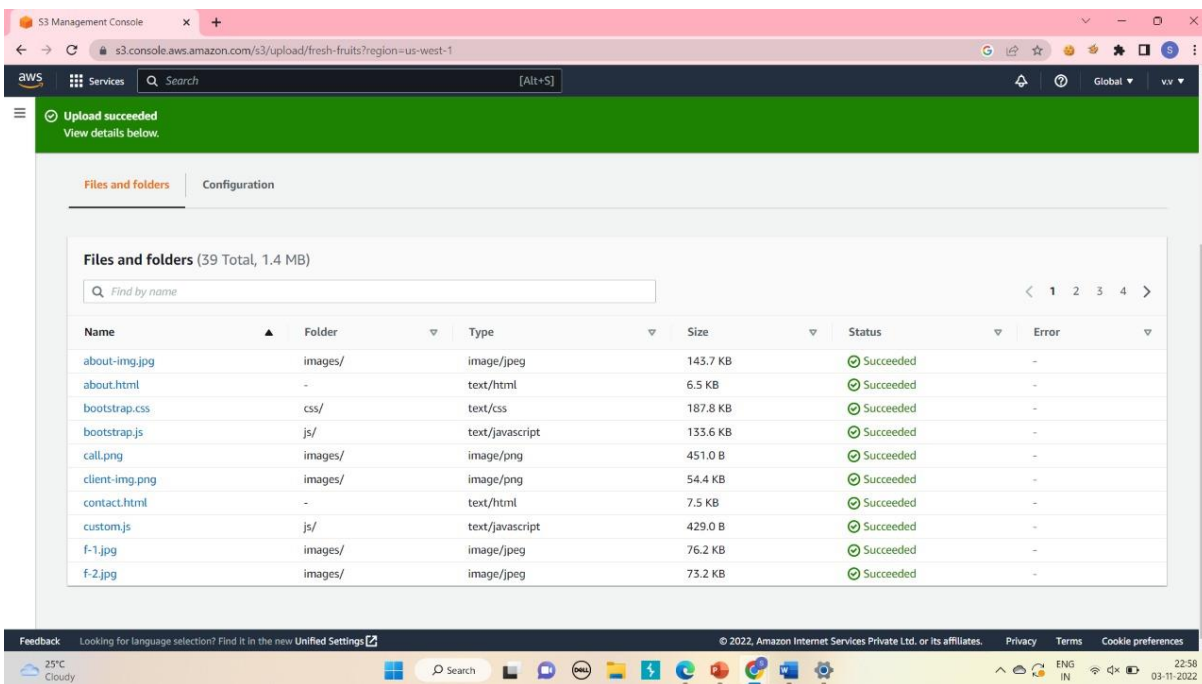 S3 Management Console
s3.console.aws.amazon.com/s3/upload/fresh-fruits?region=us-west-1
G
S
aws
Services
Search
[Alt+S]
Global
v.v
Upload succeeded
View details below.
Files and folders
Configuration
Files and folders (39 Total, 1.4 MB)
Find by name
1 2 3 4
Name Folder Type Size Status Error
about-img.jpg images/ image/jpeg 143.7 KB Succeeded -
about.html - text/html 6.5 KB Succeeded -
bootstrap.css css/ text/css 187.8 KB Succeeded -
bootstrap.js js/ text/javascript 133.6 KB Succeeded -
call.png images/ image/png 451.0 B Succeeded -
client-img.png images/ image/png 54.4 KB Succeeded -
contact.html - text/html 7.5 KB Succeeded -
custom.js js/ text/javascript 429.0 B Succeeded -
f-1.jpg images/ image/jpeg 76.2 KB Succeeded -
f-2.jpg images/ image/jpeg 73.2 KB Succeeded -
Feedback Looking for language selection? Find it in the new Unified Settings © 2022, Amazon Internet Services Private Ltd. or its affiliates. Privacy Terms Cookie preferences
25°C
Cloudy
Search
DELL
ENG
IN
22:58
03-11-2022